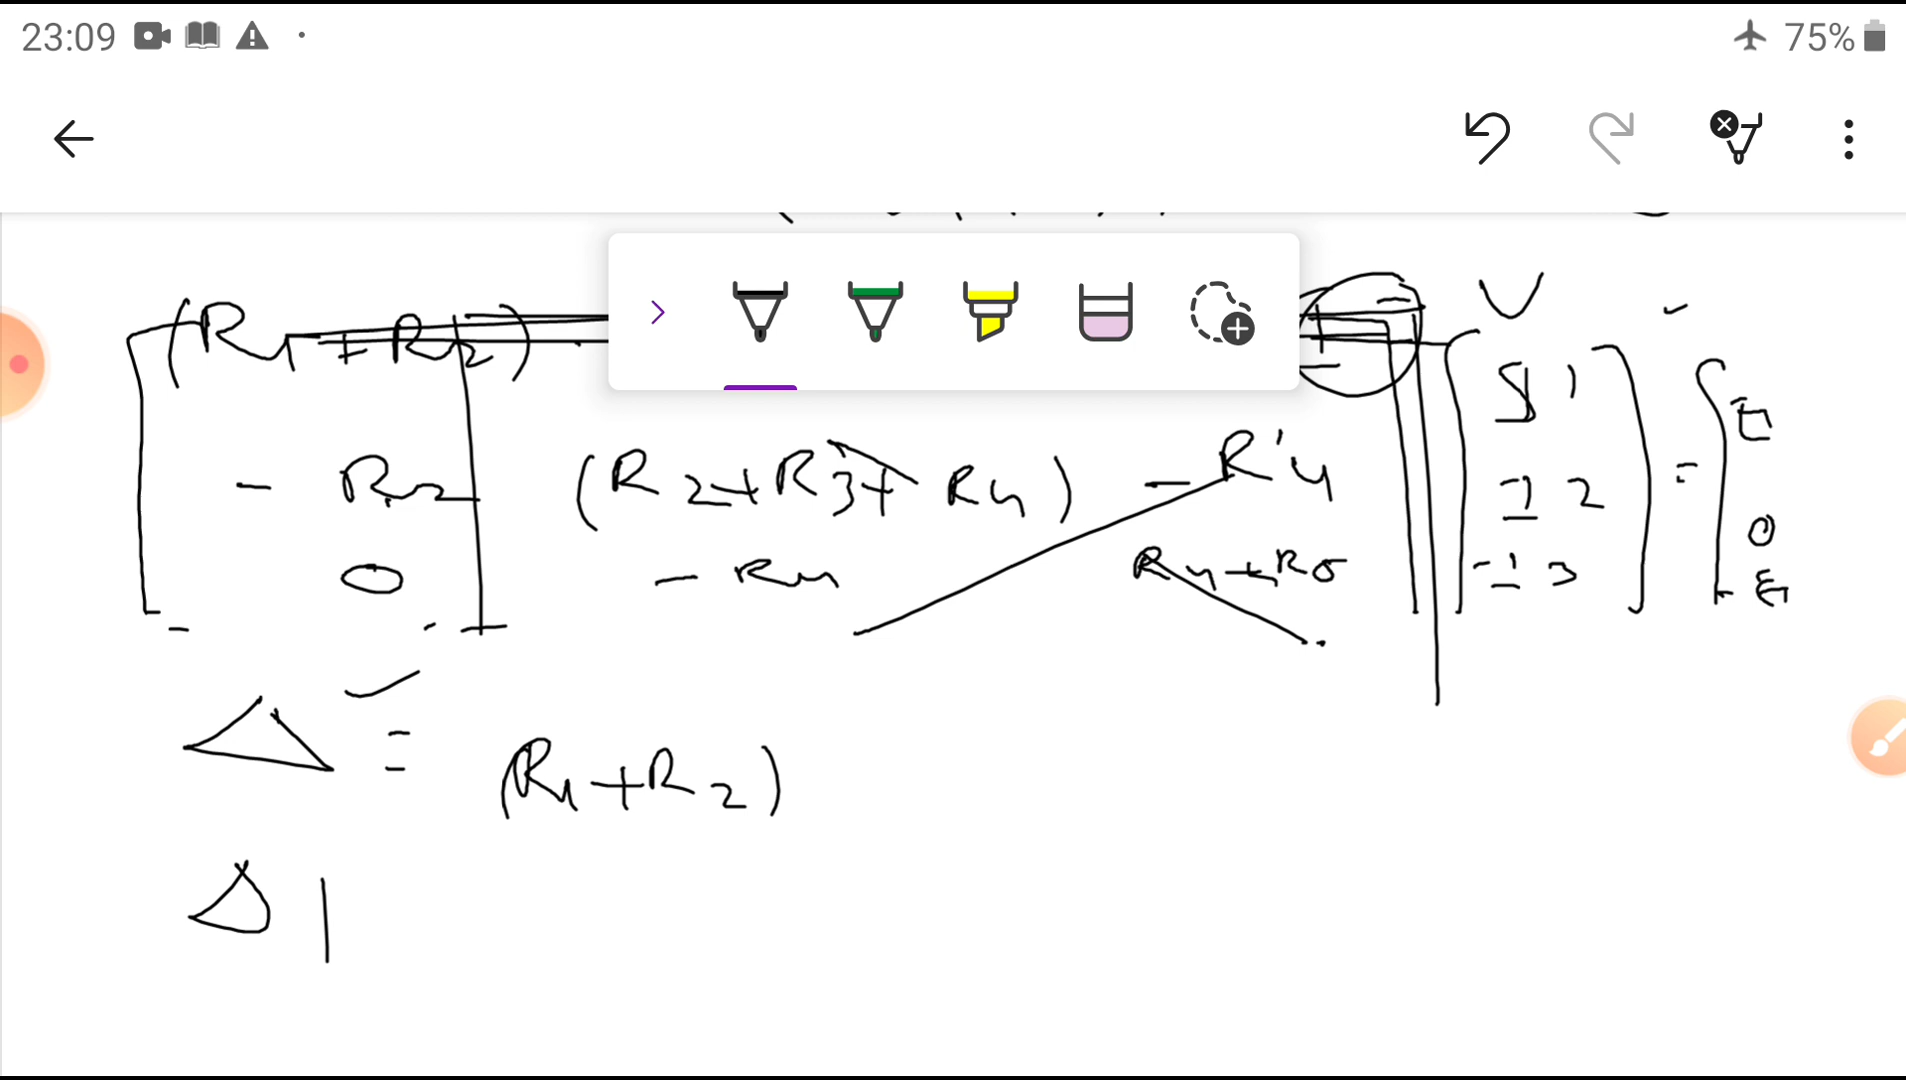 23:09 75%
(R1+R2)
- R2 (R2+R3+R4) - R4 I1 = E
0 - R4 R4+R5 I2 0
I3
Δ = (R1+R2)
Δ 1